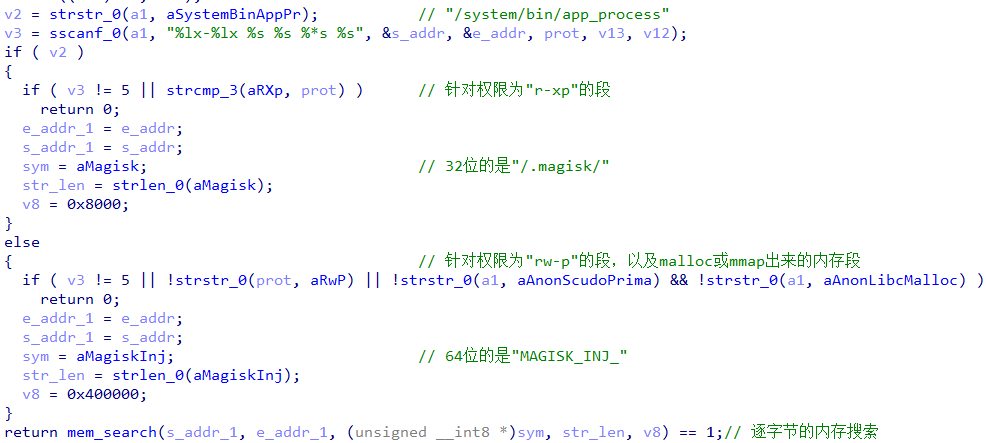 v2 = strstr_0(a1, aSystemBinAppPr); // "/system/bin/app_process"
v3 = sscanf_0(a1, "%lx-%lx %s %s %*s %s", &s_addr, &e_addr, prot, v13, v12);
if ( v2 )
{
if ( v3 != 5 || strcmp_3(aRXp, prot) ) // 针对权限为"r-xp"的段
return 0;
e_addr_1 = e_addr;
s_addr_1 = s_addr;
sym = aMagisk; // 32位的是"/.magisk/"
str_len = strlen_0(aMagisk);
v8 = 0x8000;
}
else
{ // 针对权限为"rw-p"的段，以及malloc或mmap出来的内存段
if ( v3 != 5 || !strstr_0(prot, aRwP) || !strstr_0(a1, aAnonScudoPrima) && !strstr_0(a1, aAnonLibcMalloc) )
return 0;
e_addr_1 = e_addr;
s_addr_1 = s_addr;
sym = aMagiskInj; // 64位的是"MAGISK_INJ_"
str_len = strlen_0(aMagiskInj);
v8 = 0x400000;
}
return mem_search(s_addr_1, e_addr_1, (unsigned __int8 *)sym, str_len, v8) == 1;// 逐字节的内存搜索